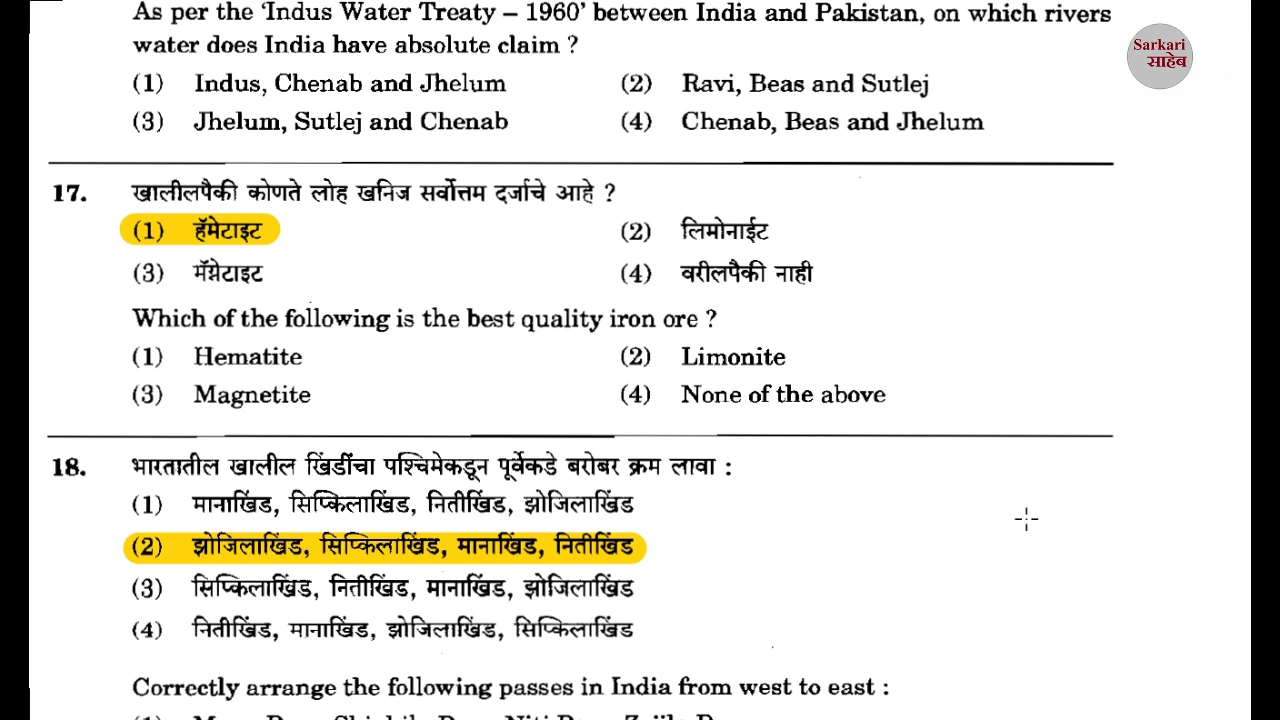 As per the ‘Indus Water Treaty – 1960’ between India and Pakistan, on which rivers
water does India have absolute claim ?
(1) Indus, Chenab and Jhelum (2) Ravi, Beas and Sutlej
(3) Jhelum, Sutlej and Chenab (4) Chenab, Beas and Jhelum
Sarkari
साहेब
17. खालीलपैकी कोणते लोह खनिज सर्वोत्तम दर्जाचे आहे ?
(1) हॅमेटाइट (2) लिमोनाईट
(3) मॅग्नेटाइट (4) वरीलपैकी नाही
Which of the following is the best quality iron ore ?
(1) Hematite (2) Limonite
(3) Magnetite (4) None of the above
18. भारतातील खालील खिंडींचा पश्चिमेकडून पूर्वेकडे बरोबर क्रम लावा :
(1) मानाखिंड, सिप्किलाखिंड, नितीखिंड, झोजिलाखिंड
(2) झोजिलाखिंड, सिप्किलाखिंड, मानाखिंड, नितीखिंड
(3) सिप्किलाखिंड, नितीखिंड, मानाखिंड, झोजिलाखिंड
(4) नितीखिंड, मानाखिंड, झोजिलाखिंड, सिप्किलाखिंड
Correctly arrange the following passes in India from west to east :